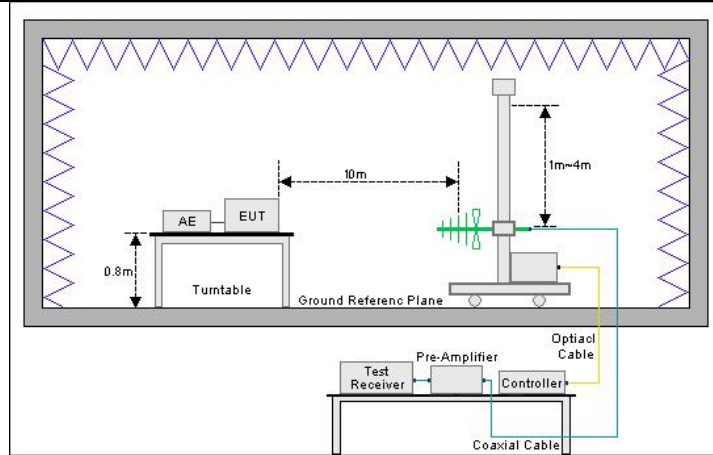 10m
1m~4m
AE
EUT
0.8m
Turntable
Ground Referenc Plane
Optiacl
Cable
Pre-Amplifier
Test
Receiver
Controller
Coaxial Cable